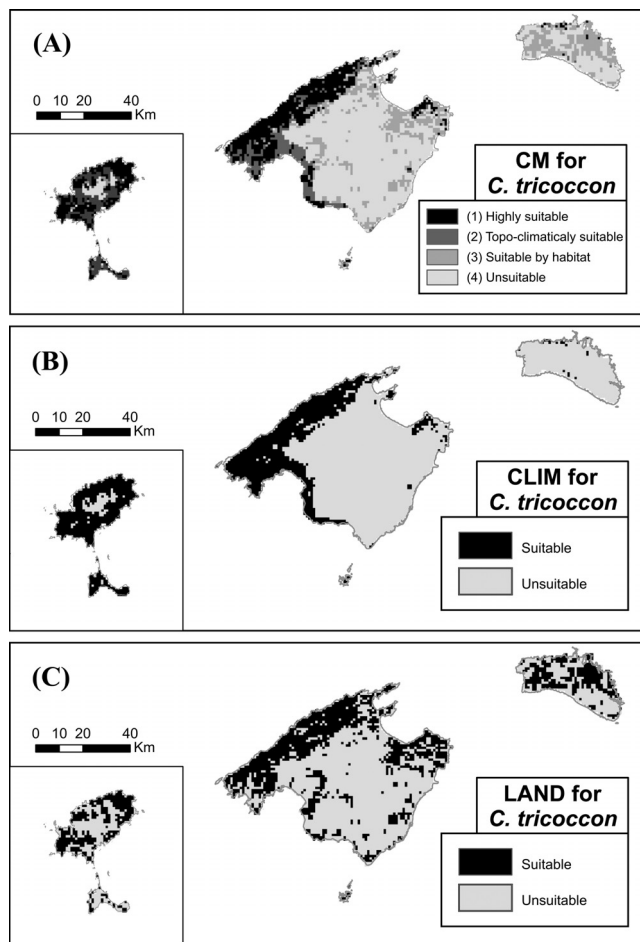 (A)
0 10 20 40
Km
CM for
C. tricoccon
(1) Highly suitable
(2) Topo-climaticaly suitable
(3) Suitable by habitat
(4) Unsuitable
(B)
0 10 20 40
Km
CLIM for
C. tricoccon
Suitable
Unsuitable
(C)
0 10 20 40
Km
LAND for
C. tricoccon
Suitable
Unsuitable